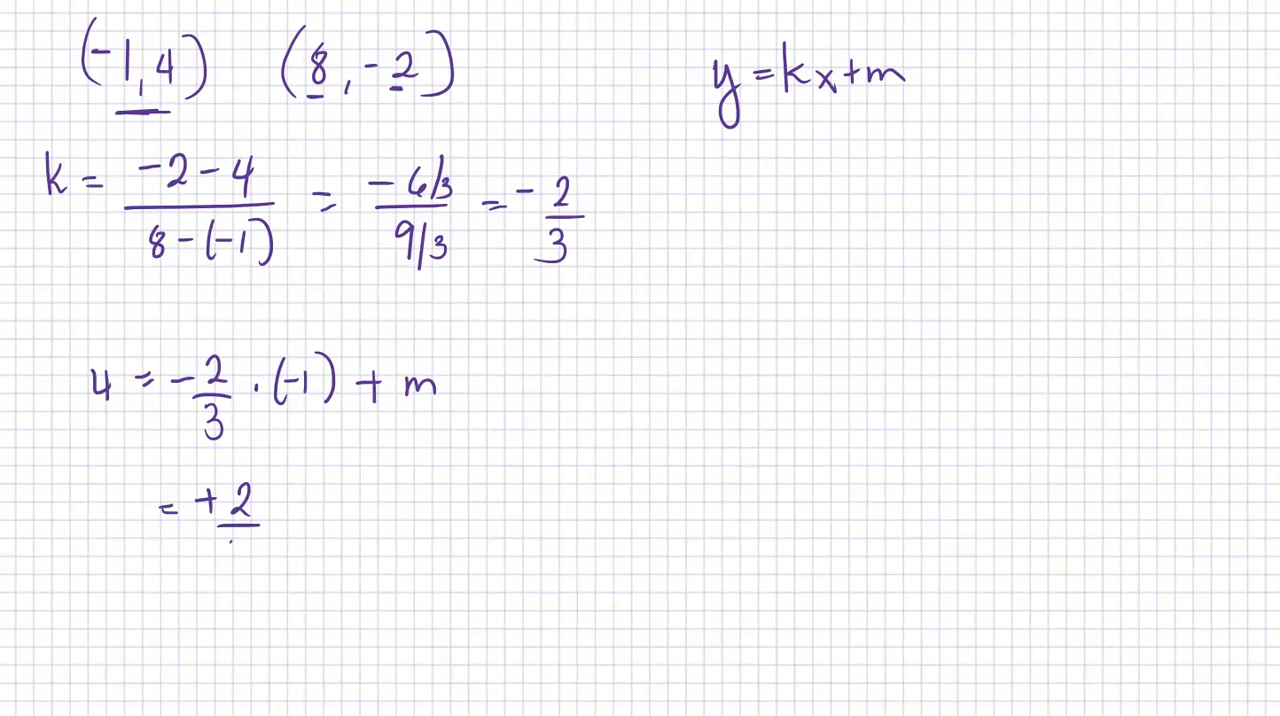 (-1,4) (8,-2) y=kx+m
k = -2-4 / 8-(-1) = -6/3 / 9/3 = - 2/3
4 = - 2/3 · (-1) + m
= + 2/